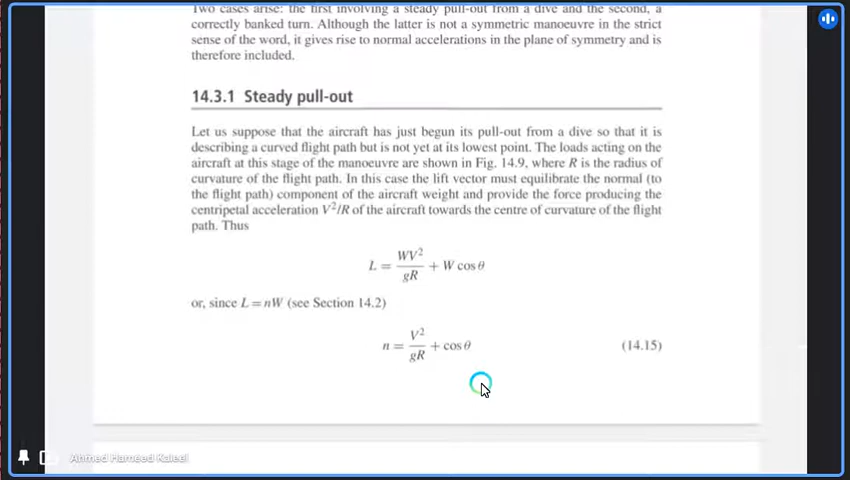 Two cases arise: the first involving a steady pull-out from a dive and the second, a
correctly banked turn. Although the latter is not a symmetric manoeuvre in the strict
sense of the word, it gives rise to normal accelerations in the plane of symmetry and is
therefore included.
14.3.1 Steady pull-out
Let us suppose that the aircraft has just begun its pull-out from a dive so that it is
describing a curved flight path but is not yet at its lowest point. The loads acting on the
aircraft at this stage of the manoeuvre are shown in Fig. 14.9, where R is the radius of
curvature of the flight path. In this case the lift vector must equilibrate the normal (to
the flight path) component of the aircraft weight and provide the force producing the
centripetal acceleration V²/R of the aircraft towards the centre of curvature of the flight
path. Thus
L = WV²/gR + W cos θ
or, since L = nW (see Section 14.2)
n = V²/gR + cos θ (14.15)
Ahmed Hameed Kaleel